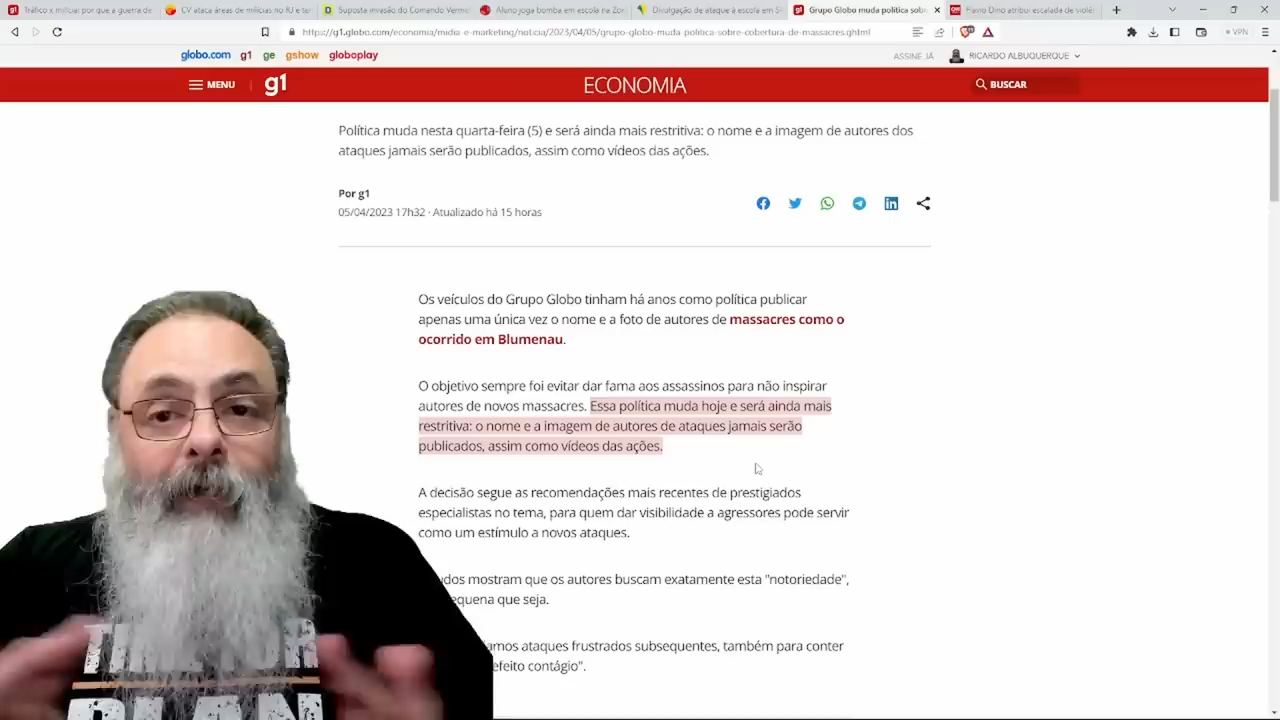 Tráfico x milícia: por que a guerra de
CV ataca áreas de milícias no RJ e ter
Suposta invasão do Comando Verme
Aluno joga bomba em escola na Zon
Divulgação de ataque à escola em S
Grupo Globo muda política sob
Flávio Dino atribui escalada de violê
https://g1.globo.com/economia/midia-e-marketing/noticia/2023/04/05/grupo-globo-muda-politica-sobre-cobertura-de-massacres.ghtml
VPN
globo.com g1 ge gshow globoplay
ASSINE JÁ
RICARDO ALBUQUERQUE
MENU
g1
ECONOMIA
BUSCAR
Política muda nesta quarta-feira (5) e será ainda mais restritiva: o nome e a imagem de autores dos
ataques jamais serão publicados, assim como vídeos das ações.
Por g1
05/04/2023 17h32 · Atualizado há 15 horas
Os veículos do Grupo Globo tinham há anos como política publicar
apenas uma única vez o nome e a foto de autores de massacres como o
ocorrido em Blumenau.
O objetivo sempre foi evitar dar fama aos assassinos para não inspirar
autores de novos massacres. Essa política muda hoje e será ainda mais
restritiva: o nome e a imagem de autores de ataques jamais serão
publicados, assim como vídeos das ações.
A decisão segue as recomendações mais recentes de prestigiados
especialistas no tema, para quem dar visibilidade a agressores pode servir
como um estímulo a novos ataques.
udos mostram que os autores buscam exatamente esta "notoriedade",
equena que seja.
amos ataques frustrados subsequentes, também para conter
efeito contágio".